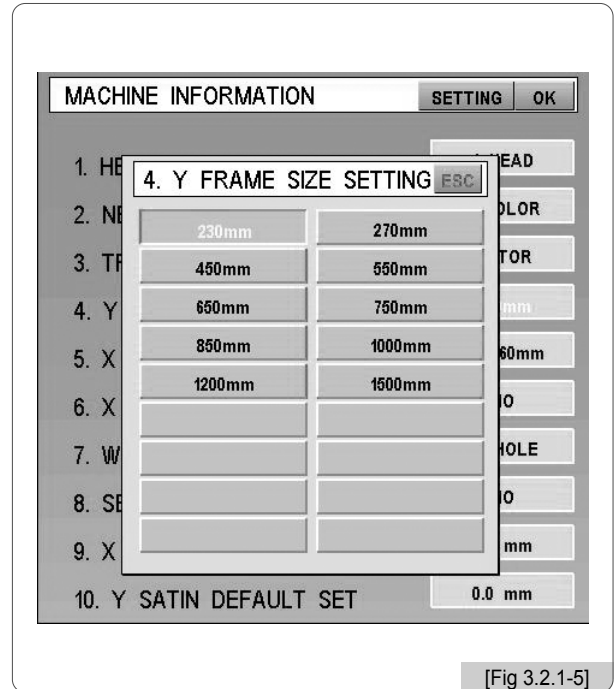 MACHINE INFORMATION SETTING OK
1. HE EAD
4. Y FRAME SIZE SETTING ESC
2. NE OLOR
230mm 270mm
3. TR TOR
450mm 550mm
4. Y mm
650mm 750mm
850mm 1000mm
5. X 60mm
1200mm 1500mm
6. X
7. W HOLE
8. SE
9. X mm
10. Y SATIN DEFAULT SET 0.0 mm
[Fig 3.2.1-5]